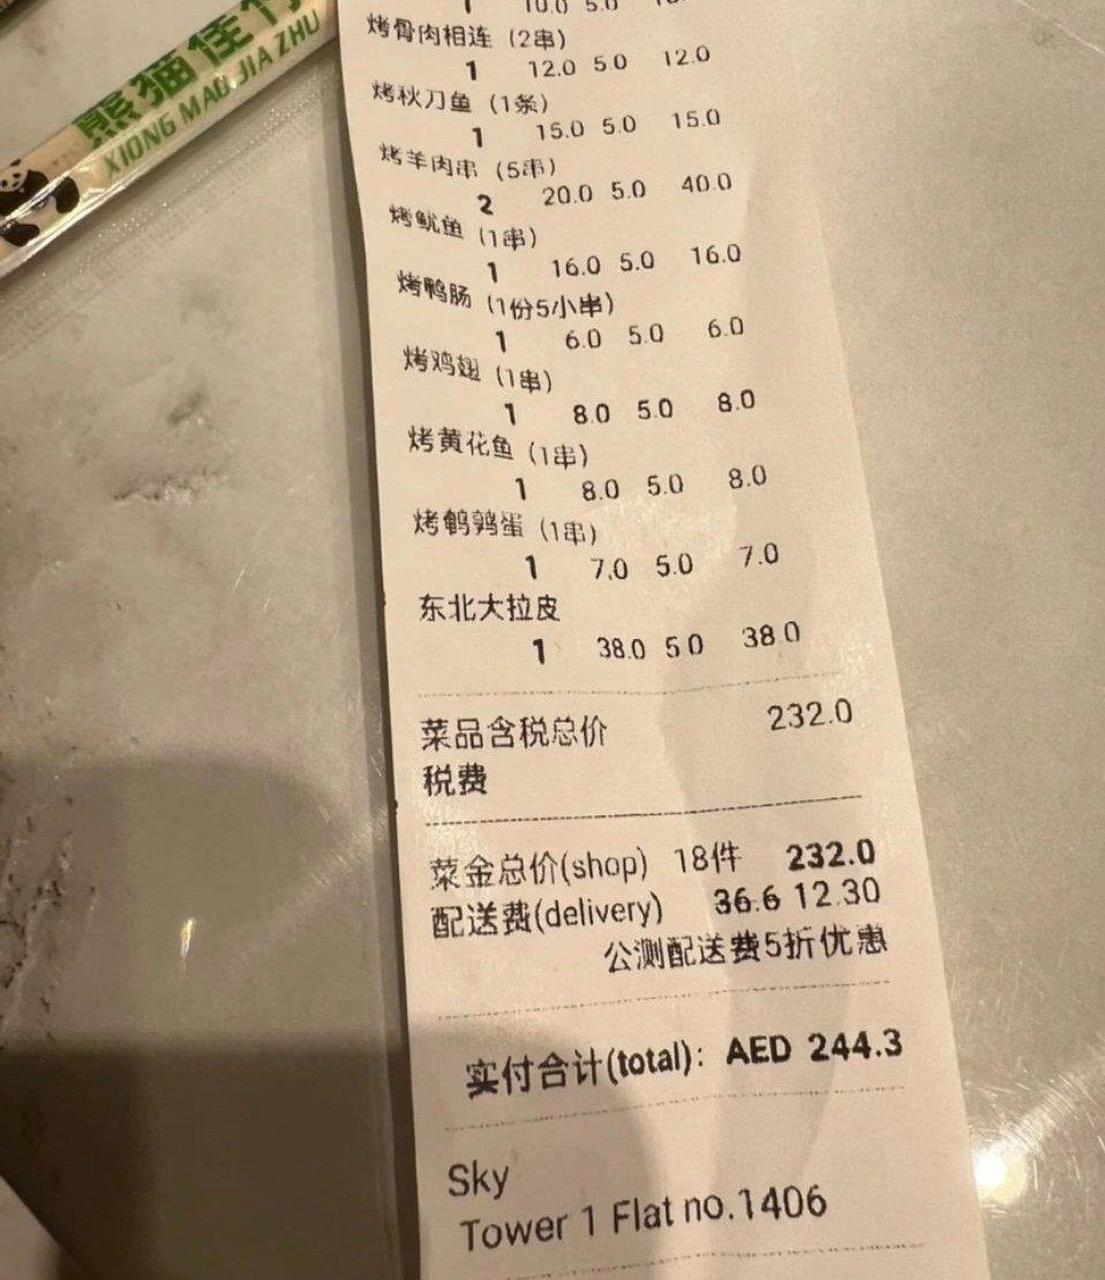 熊猫佳竹
XIONG MAO JIA ZHU
1 10.0 5.0
烤骨肉相连 (2串)
1 12.0 5.0 12.0
烤秋刀鱼 (1条)
1 15.0 5.0 15.0
烤羊肉串 (5串)
2 20.0 5.0 40.0
烤鱿鱼 (1串)
1 16.0 5.0 16.0
烤鸭肠 (1份5小串)
1 6.0 5.0 6.0
烤鸡翅 (1串)
1 8.0 5.0 8.0
烤黄花鱼 (1串)
1 8.0 5.0 8.0
烤鹌鹑蛋 (1串)
1 7.0 5.0 7.0
东北大拉皮
1 38.0 5.0 38.0
菜品含税总价 232.0
税费
菜金总价(shop) 18件 232.0
配送费(delivery) 36.6 12.30
公测配送费5折优惠
实付合计(total): AED 244.3
Sky
Tower 1 Flat no.1406